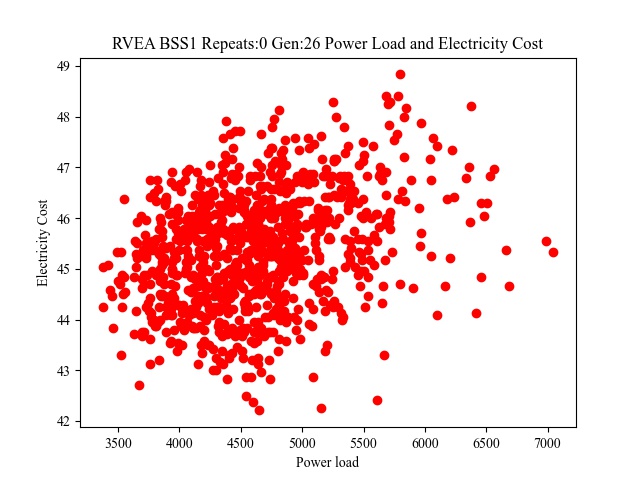 RVEA BSS1 Repeats:0 Gen:26 Power Load and Electricity Cost
49
48
47
46
45
44
43
42
Electricity Cost
3500 4000 4500 5000 5500 6000 6500 7000
Power load